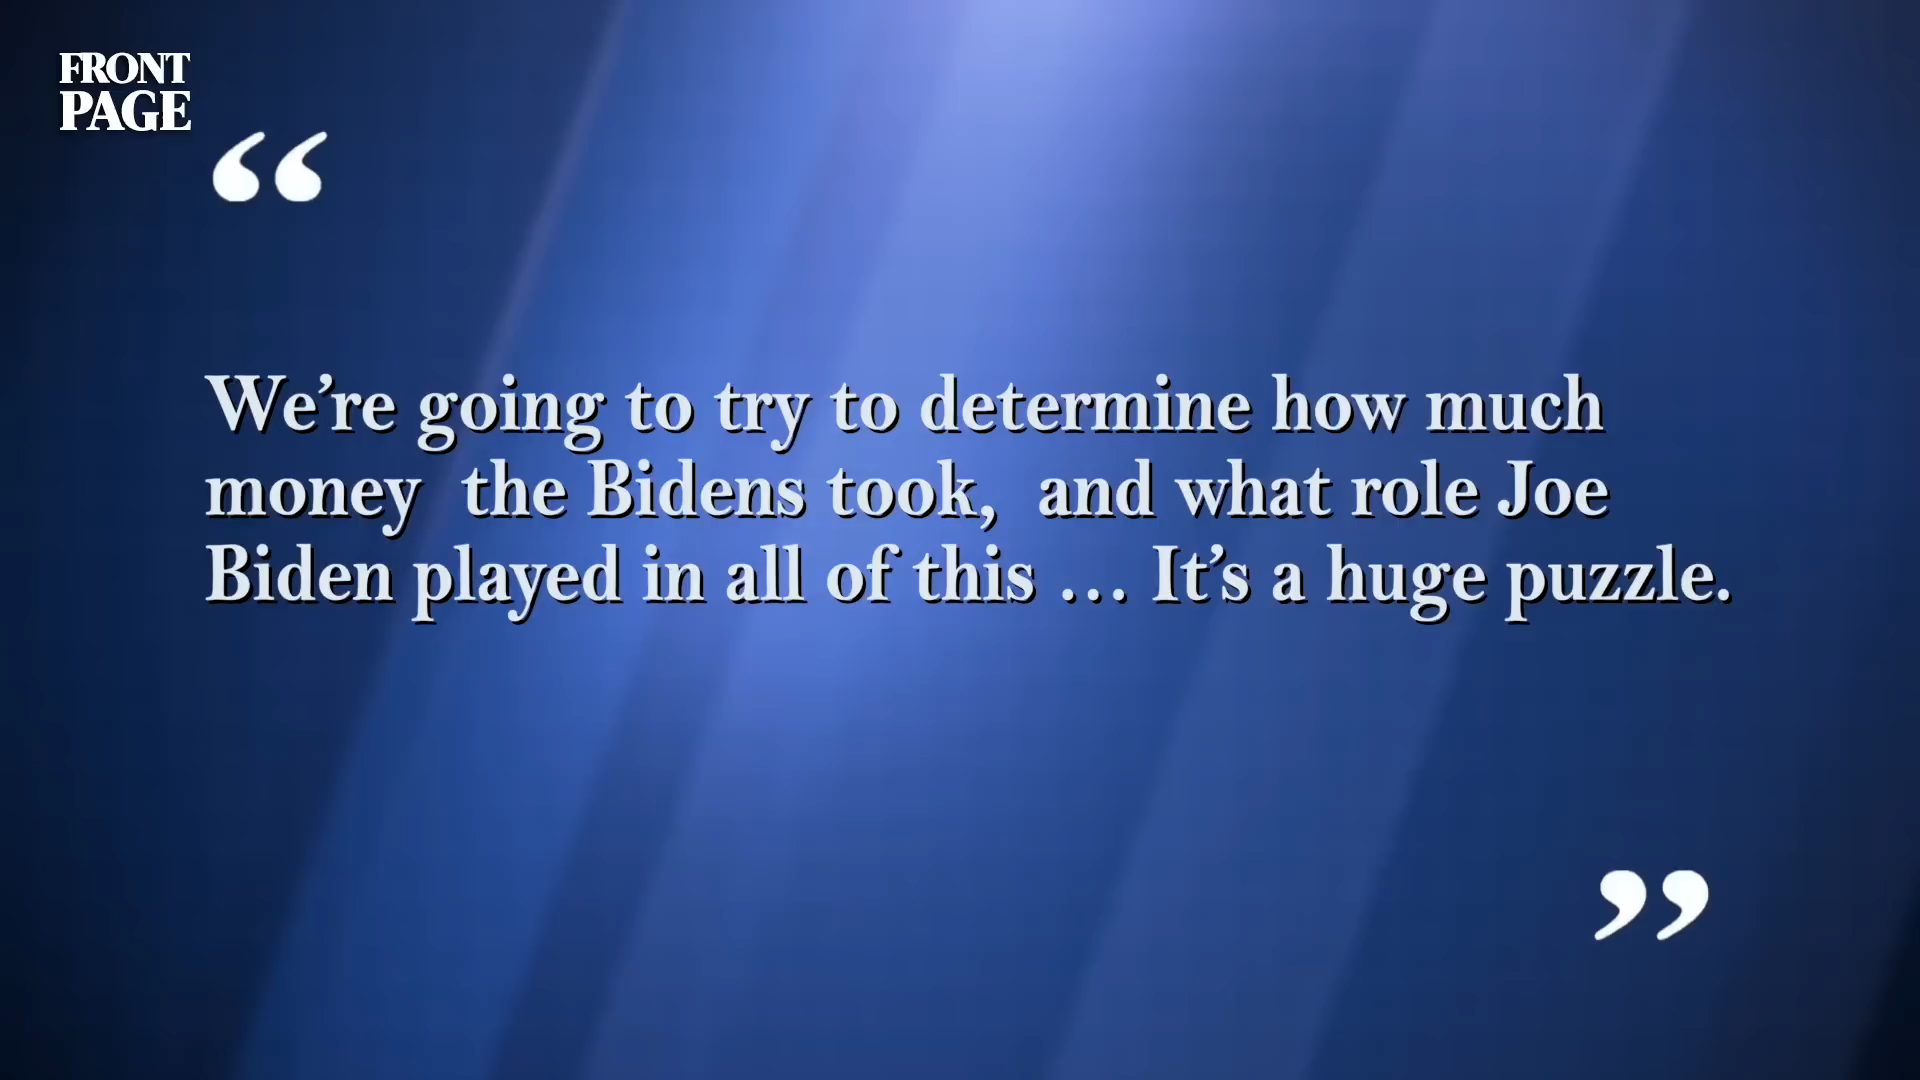 FRONT
PAGE
“
We’re going to try to determine how much
money  the Bidens took,  and what role Joe
Biden played in all of this … It’s a huge puzzle.
”